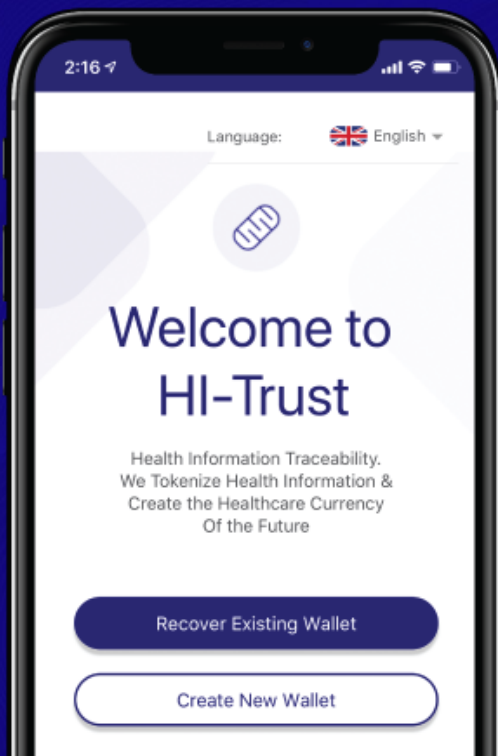 2:16
Language: English
Welcome to
HI-Trust
Health Information Traceability.
We Tokenize Health Information &
Create the Healthcare Currency
Of the Future
Recover Existing Wallet
Create New Wallet